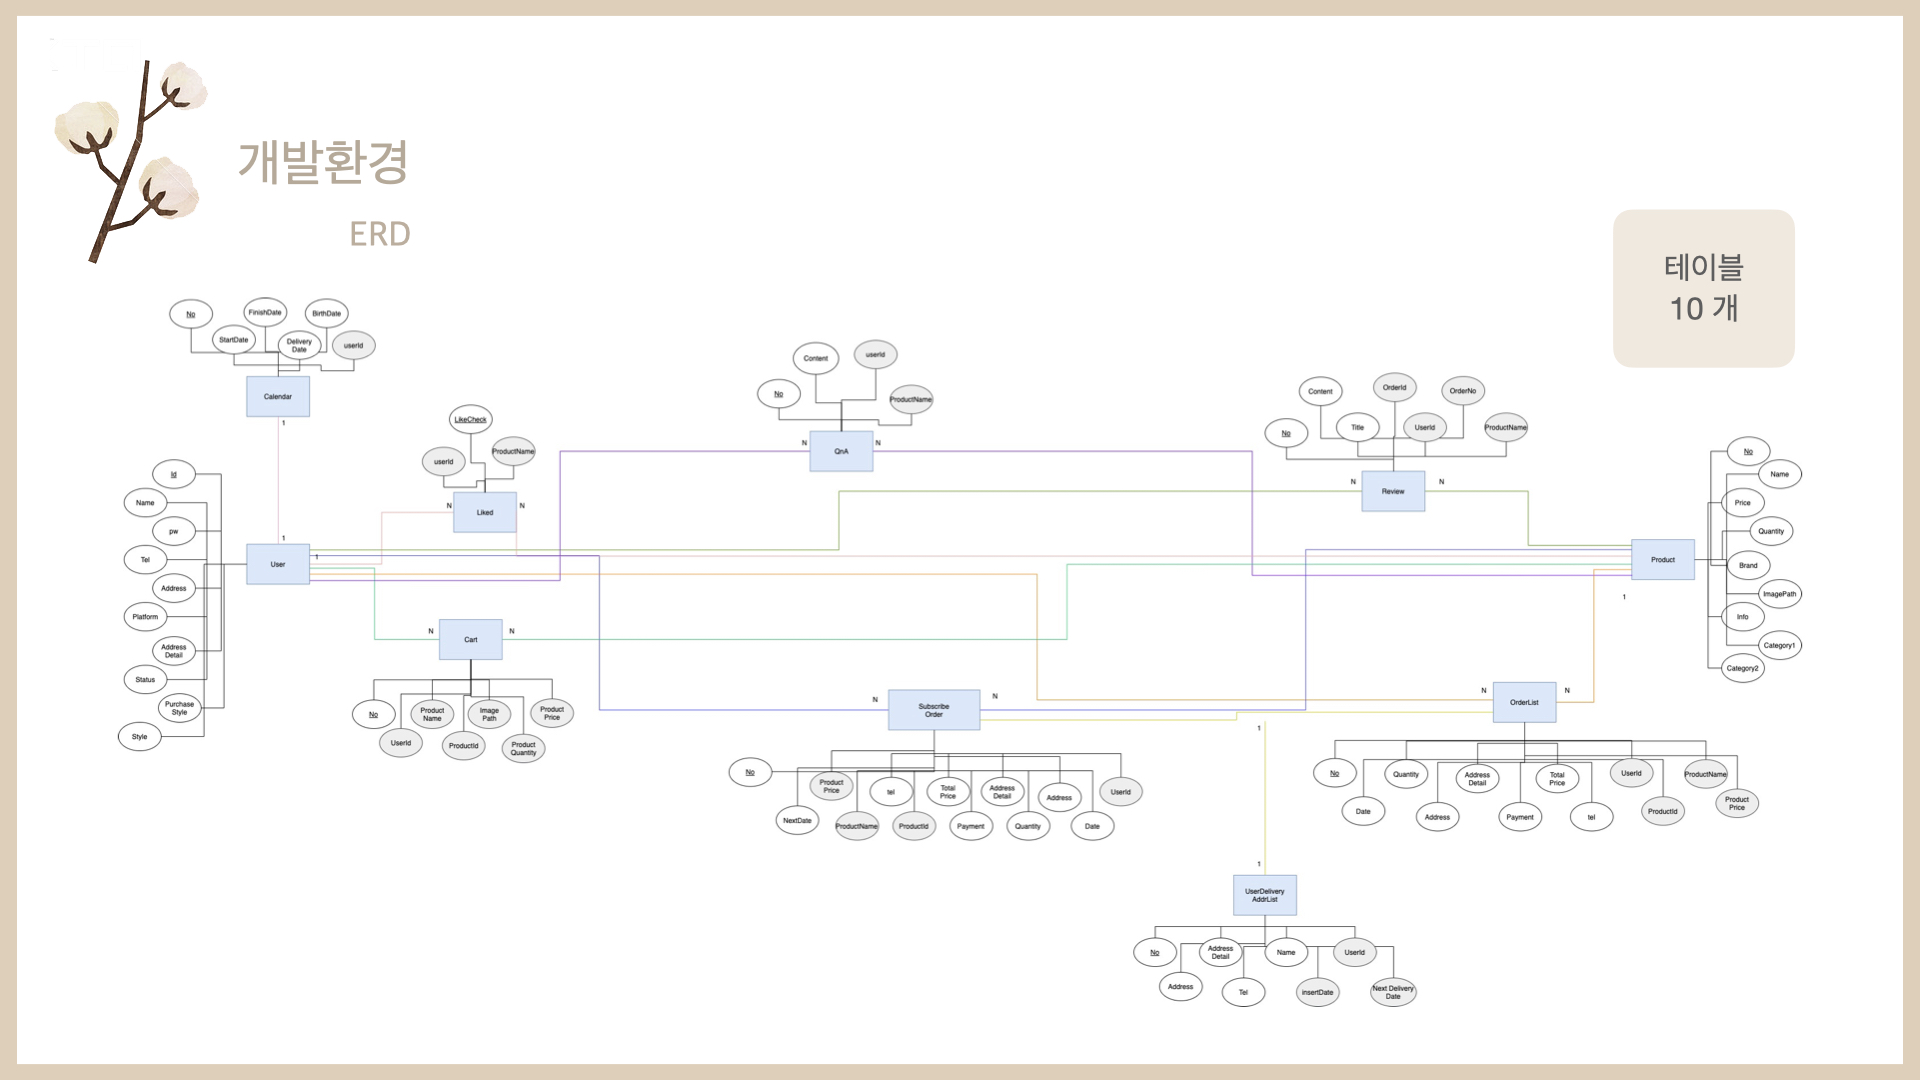 개발환경
ERD
테이블
10 개
No
FinishDate
BirthDate
StartDate
Delivery
Date
userId
Calendar
1
1
LikeCheck
userId
ProductName
N
Liked
N
Content
userId
No
ProductName
N
QnA
N
Content
OrderId
OrderNo
No
Title
UserId
ProductName
N
Review
N
Id
Name
pw
Tel
Address
Platform
Address
Detail
Status
Purchase
Style
Style
User
1
No
Name
Price
Quantity
Brand
ImagePath
Info
Category1
Category2
Product
1
N
Cart
N
No
Product
Name
Image
Path
Product
Price
UserId
ProductId
Product
Quantity
N
Subscribe
Order
N
No
Product
Price
tel
Total
Price
Address
Detail
Address
UserId
NextDate
ProductName
ProductId
Payment
Quantity
Date
N
OrderList
N
No
Quantity
Address
Detail
Total
Price
UserId
ProductName
Date
Address
Payment
tel
ProductId
Product
Price
1
1
UserDelivery
AddrList
No
Address
Detail
Name
UserId
Address
Tel
insertDate
Next Delivery
Date